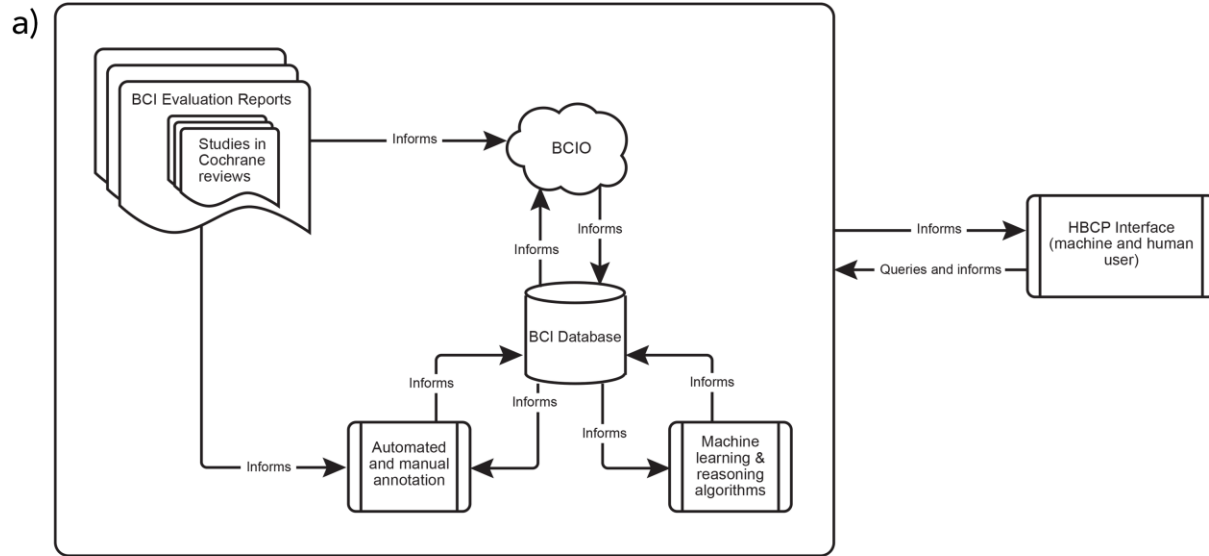 a)
BCI Evaluation Reports
Studies in
Cochrane
reviews
Informs
BCIO
Informs
Informs
Informs
HBCP Interface
(machine and human
user)
Queries and informs
BCI Database
Informs
Informs
Informs
Informs
Automated
and manual
annotation
Machine
learning &
reasoning
algorithms
Informs